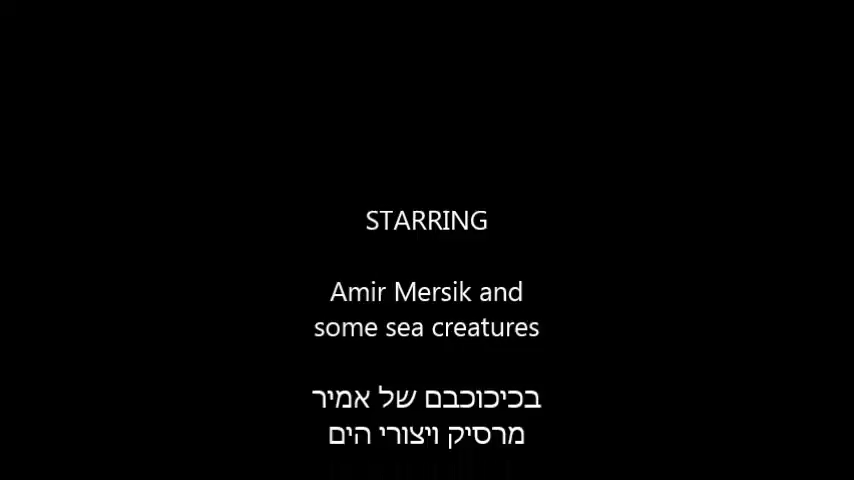 STARRING
Amir Mersik and
some sea creatures
בכיכוכבם של אמיר
מרסיק ויצורי הים